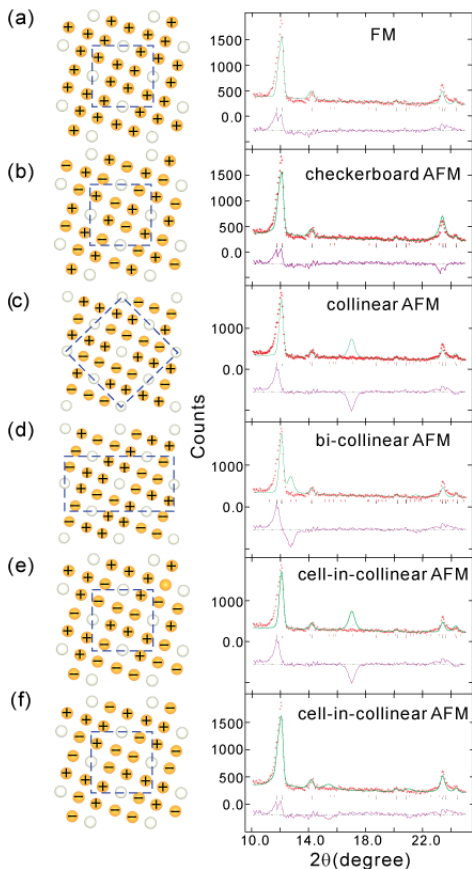 (a)
FM
1500
1000
500
0.0
(b)
checkerboard AFM
1500
1000
500
0.0
(c)
collinear AFM
1000
0.0
(d)
bi-collinear AFM
1000
0.0
(e)
cell-in-collinear AFM
1000
0.0
(f)
cell-in-collinear AFM
1500
1000
500
0.0
Counts
10.0 14.0 18.0 22.0
2θ(degree)